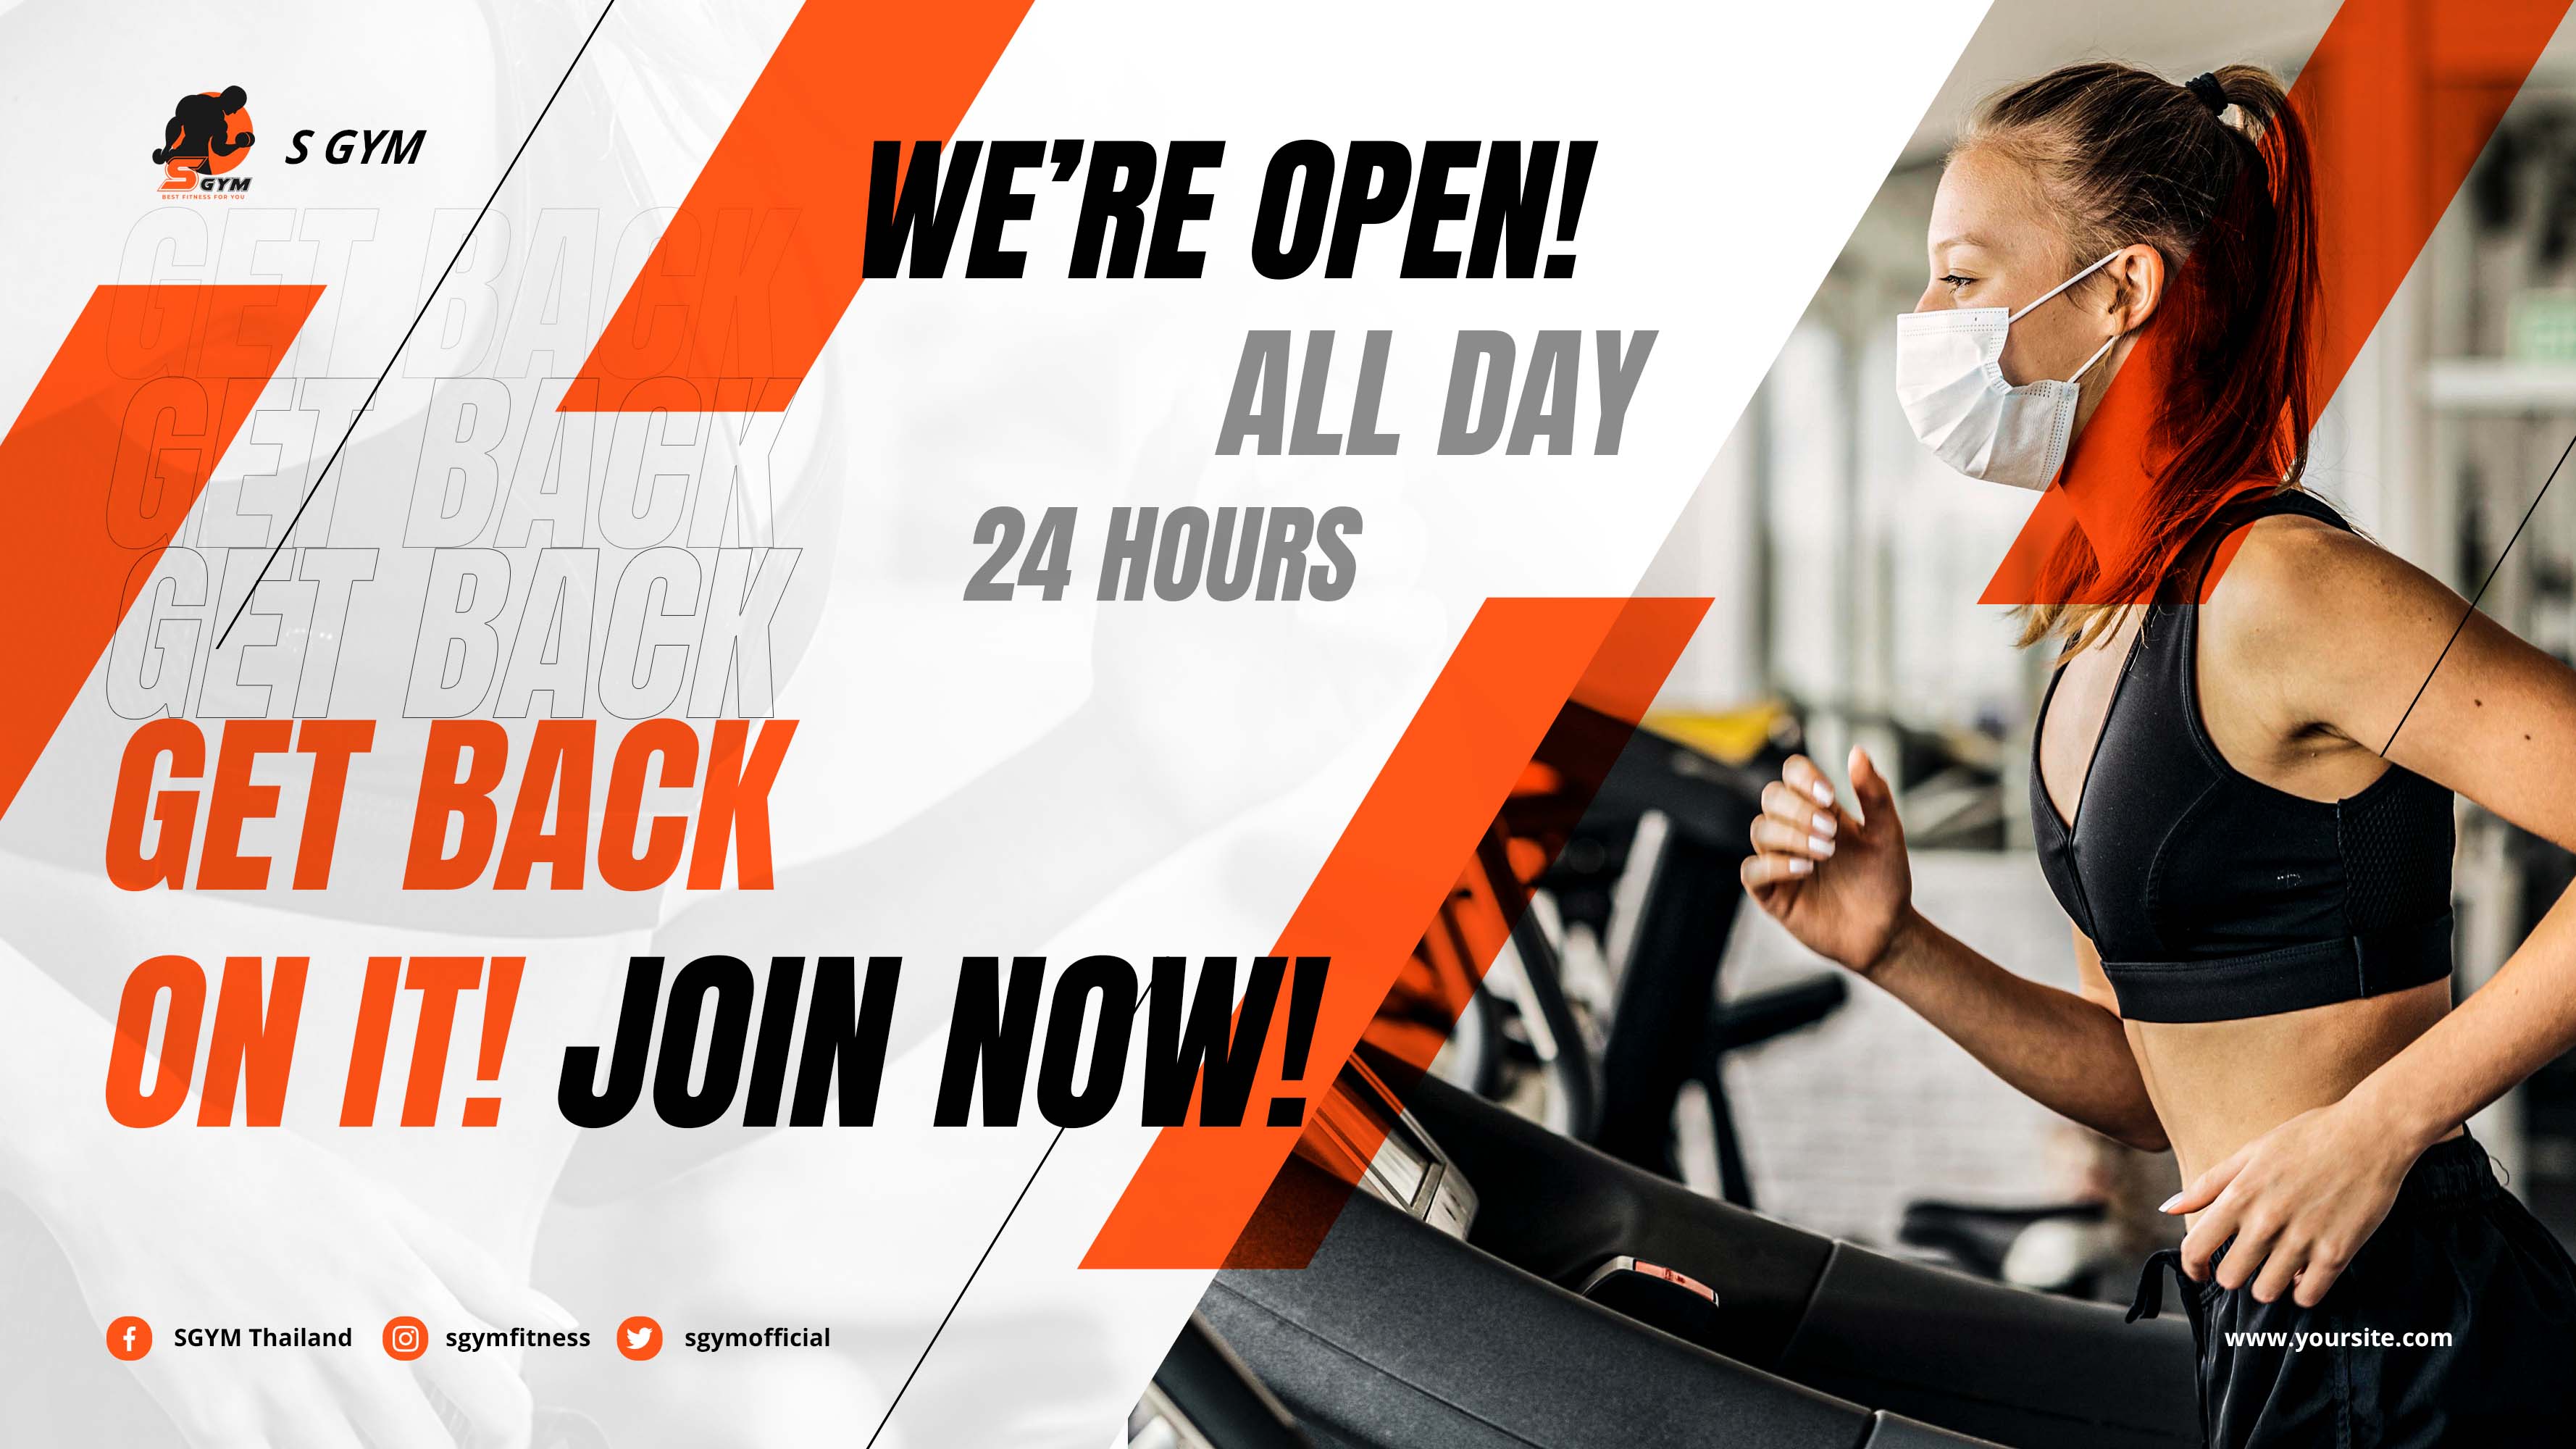 S GYM
BEST FITNESS FOR YOU
S GYM
WE’RE OPEN!
ALL DAY
24 HOURS
GET BACK
GET BACK
GET BACK
GET BACK
ON IT! JOIN NOW!
SGYM Thailand
sgymfitness
sgymofficial
www.yoursite.com